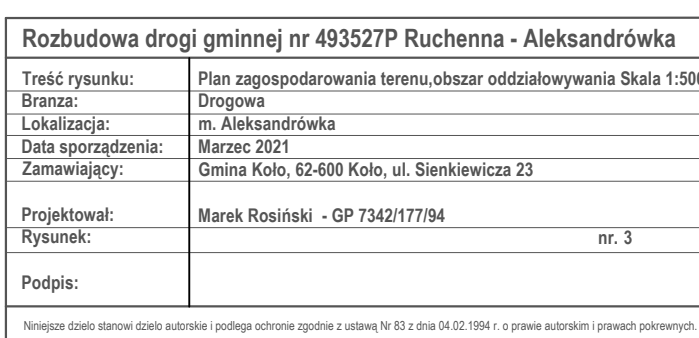 Rozbudowa drogi gminnej nr 493527P Ruchenna - Aleksandrówka
Treść rysunku: Plan zagospodarowania terenu,obszar oddziaływywania Skala 1:500
Branza: Drogowa
Lokalizacja: m. Aleksandrówka
Data sporządzenia: Marzec 2021
Zamawiający: Gmina Koło, 62-600 Koło, ul. Sienkiewicza 23
Projektował: Marek Rosiński - GP 7342/177/94
Rysunek: nr. 3
Podpis:
Niniejsze dzieło stanowi dzieło autorskie i podlega ochronie zgodnie z ustawą Nr 83 z dnia 04.02.1994 r. o prawie autorskim i prawach pokrewnych.